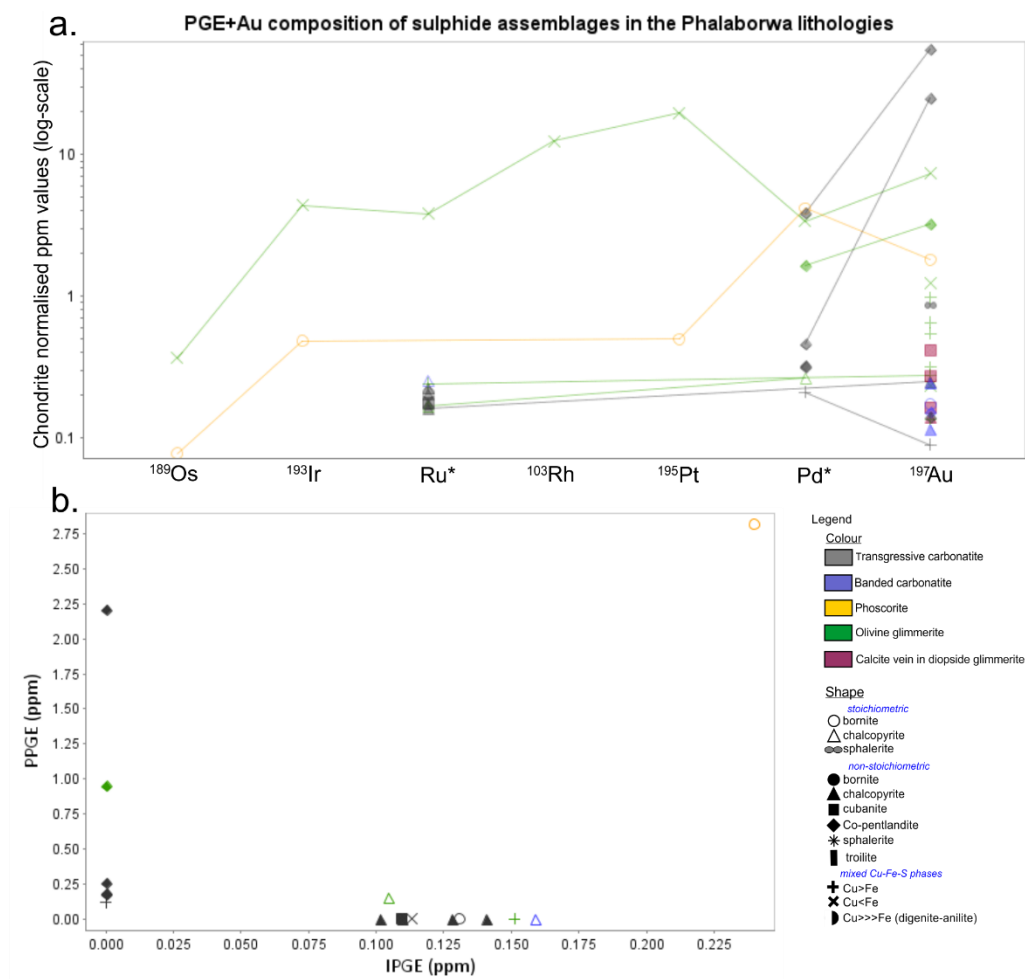 a.
PGE+Au composition of sulphide assemblages in the Phalaborwa lithologies
Chondrite normalised ppm values (log-scale)
10
1
0.1
¹⁸⁹Os ¹⁹³Ir Ru* ¹⁰³Rh ¹⁹⁵Pt Pd* ¹⁹⁷Au
b.
PPGE (ppm)
2.75
2.50
2.25
2.00
1.75
1.50
1.25
1.00
0.75
0.50
0.25
0.00
0.000 0.025 0.050 0.075 0.100 0.125 0.150 0.175 0.200 0.225
IPGE (ppm)
Legend
Colour
Transgressive carbonatite
Banded carbonatite
Phoscorite
Olivine glimmerite
Calcite vein in diopside glimmerite
Shape
stoichiometric
bornite
chalcopyrite
sphalerite
non-stoichiometric
bornite
chalcopyrite
cubanite
Co-pentlandite
sphalerite
troilite
mixed Cu-Fe-S phases
Cu>Fe
Cu<Fe
Cu>>>Fe (digenite-anilite)